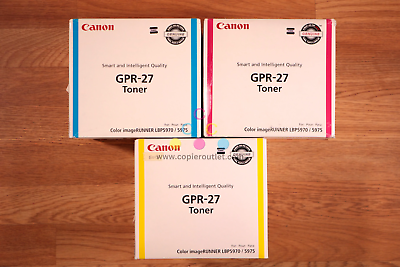 Canon
GENUINE
Smart and Intelligent Quality
GPR-27
Toner
Color imageRUNNER LBP5970 / 5975
Canon
GENUINE
Smart and Intelligent Quality
GPR-27
Toner
Color imageRUNNER LBP5970 / 5975
Canon
www.copieroutlet.com
Smart and Intelligent Quality
GPR-27
Toner
Color imageRUNNER LBP5970 / 5975